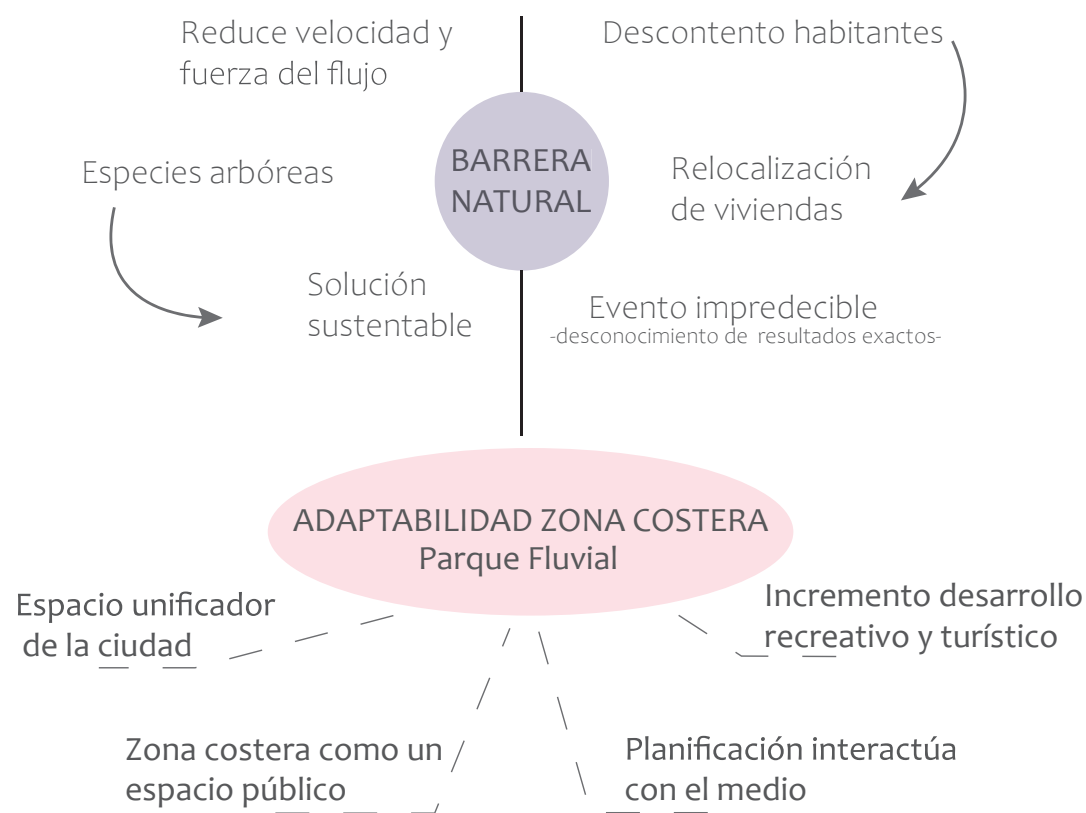 Reduce velocidad y
fuerza del flujo
Descontento habitantes
BARRERA
NATURAL
Especies arbóreas
Relocalización
de viviendas
Solución
sustentable
Evento impredecible
-desconocimiento de resultados exactos-
ADAPTABILIDAD ZONA COSTERA
Parque Fluvial
Espacio unificador
de la ciudad
Incremento desarrollo
recreativo y turístico
Zona costera como un
espacio público
Planificación interactúa
con el medio